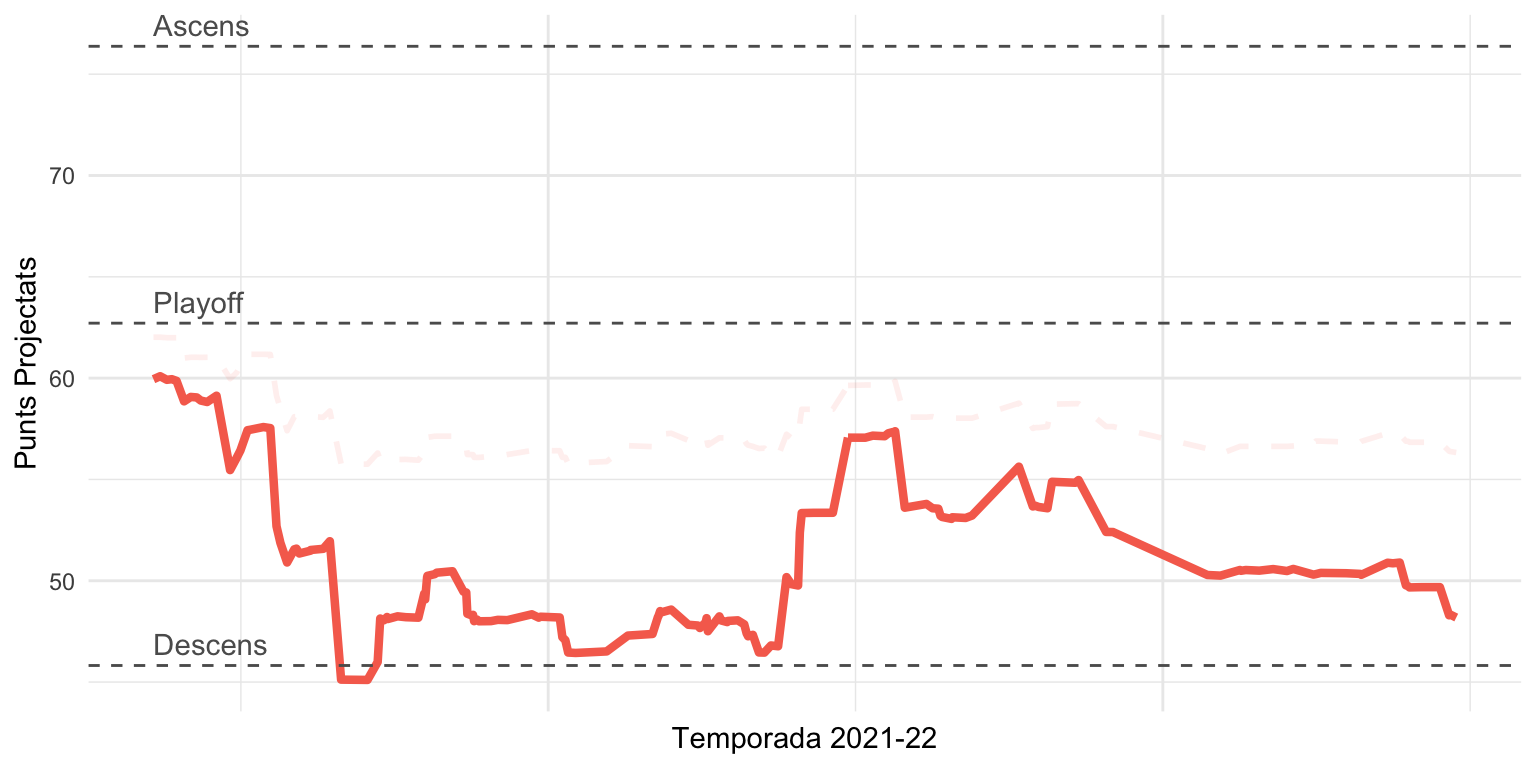 Ascens
70
Playoff
60
Punts Projectats
50
Descens
Temporada 2021-22